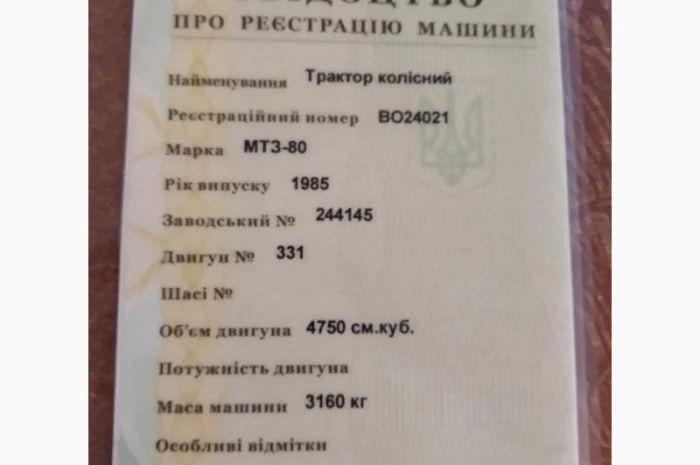 ПРО РЕЄСТРАЦІЮ МАШИНИ
Найменування Трактор колісний
Реєстраційний номер ВО24021
Марка МТЗ-80
Рік випуску 1985
Заводський № 244145
Двигун № 331
Шасі №
Об'єм двигуна 4750 см.куб.
Потужність двигуна
Маса машини 3160 кг
Особливі відмітки